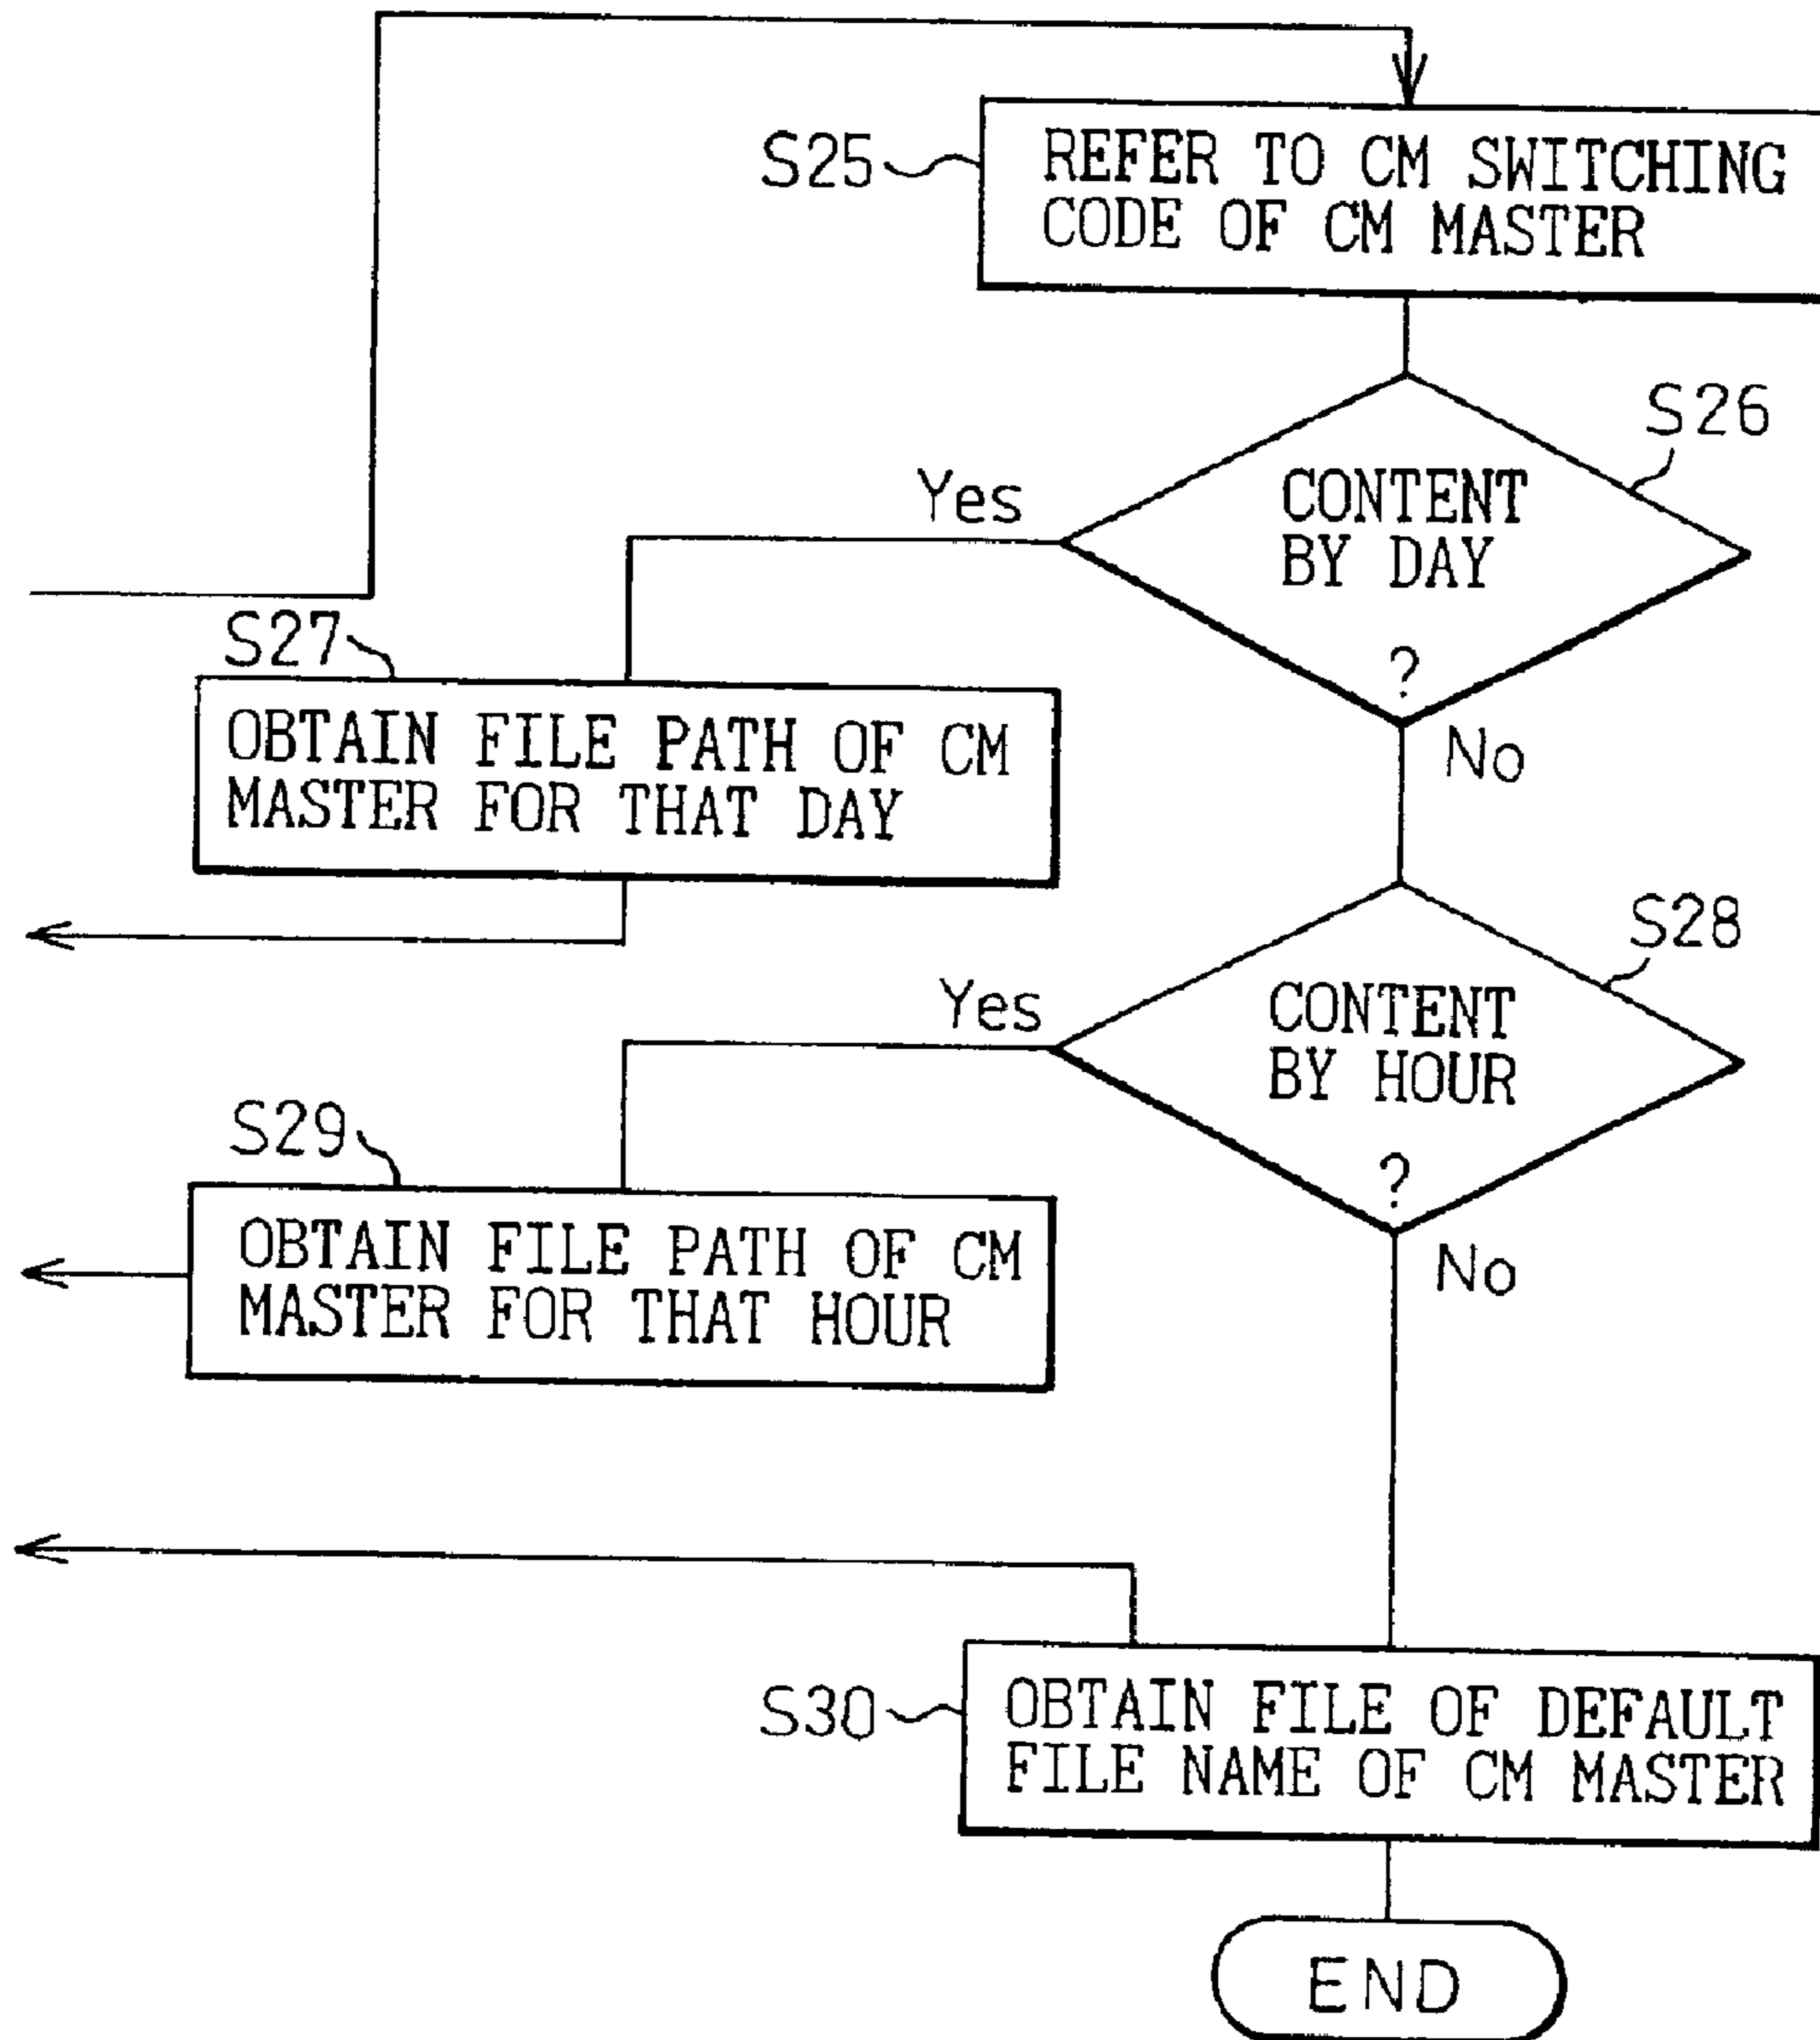 S25
REFER TO CM SWITCHING
CODE OF CM MASTER
S26
CONTENT
BY DAY
?
Yes
No
S27
OBTAIN FILE PATH OF CM
MASTER FOR THAT DAY
S28
CONTENT
BY HOUR
?
Yes
No
S29
OBTAIN FILE PATH OF CM
MASTER FOR THAT HOUR
S30
OBTAIN FILE OF DEFAULT
FILE NAME OF CM MASTER
END